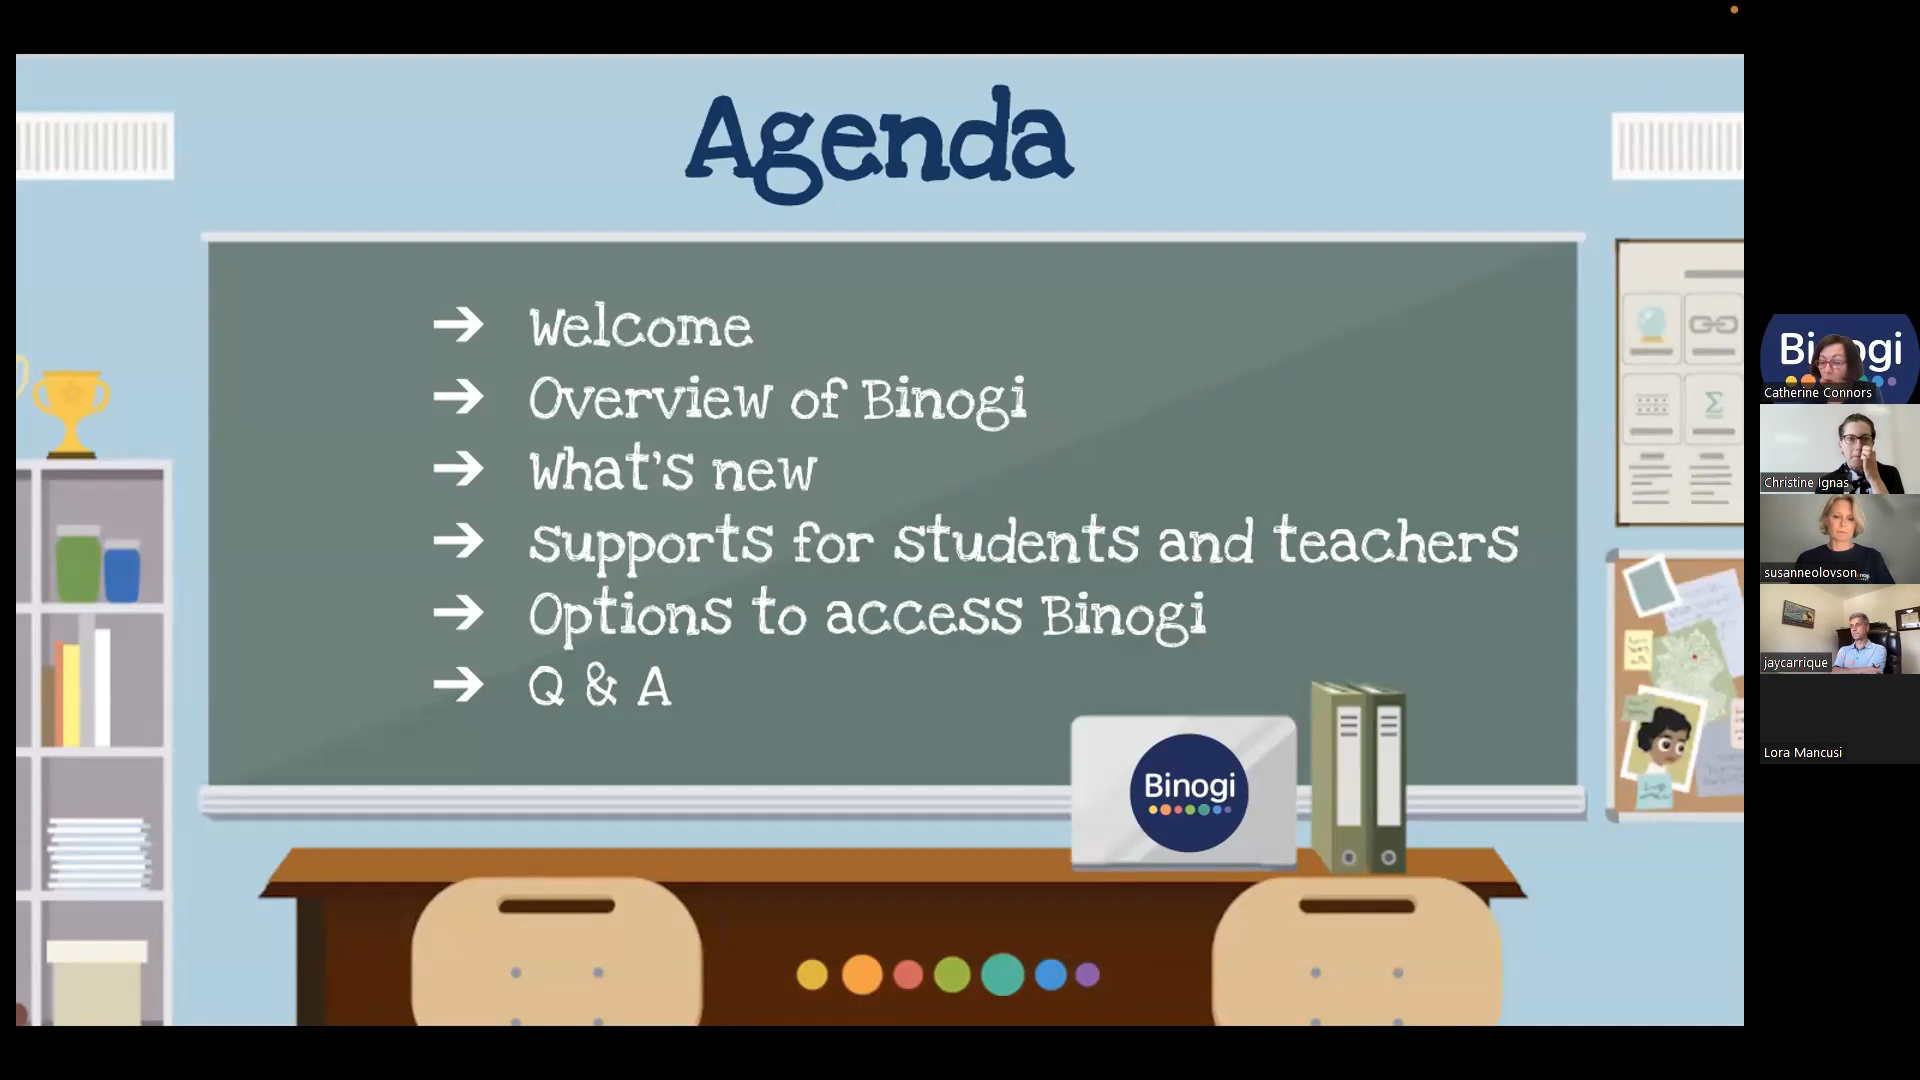 Agenda
→ Welcome
→ Overview of Binogi
→ What's new
→ supports for students and teachers
→ Options to access Binogi
→ Q & A
Binogi
Binogi
Catherine Connors
Christine Ignas
susanneolovson
jaycarrique
Lora Mancusi